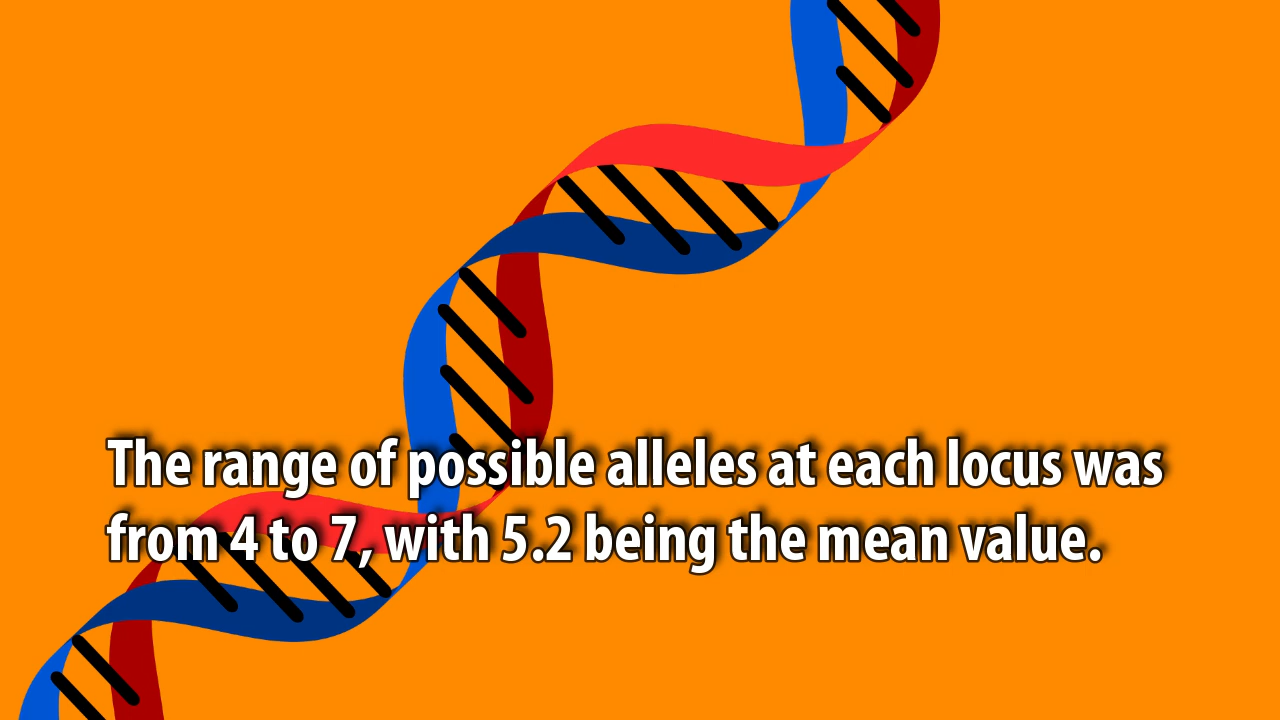 The range of possible alleles at each locus was
from 4 to 7, with 5.2 being the mean value.